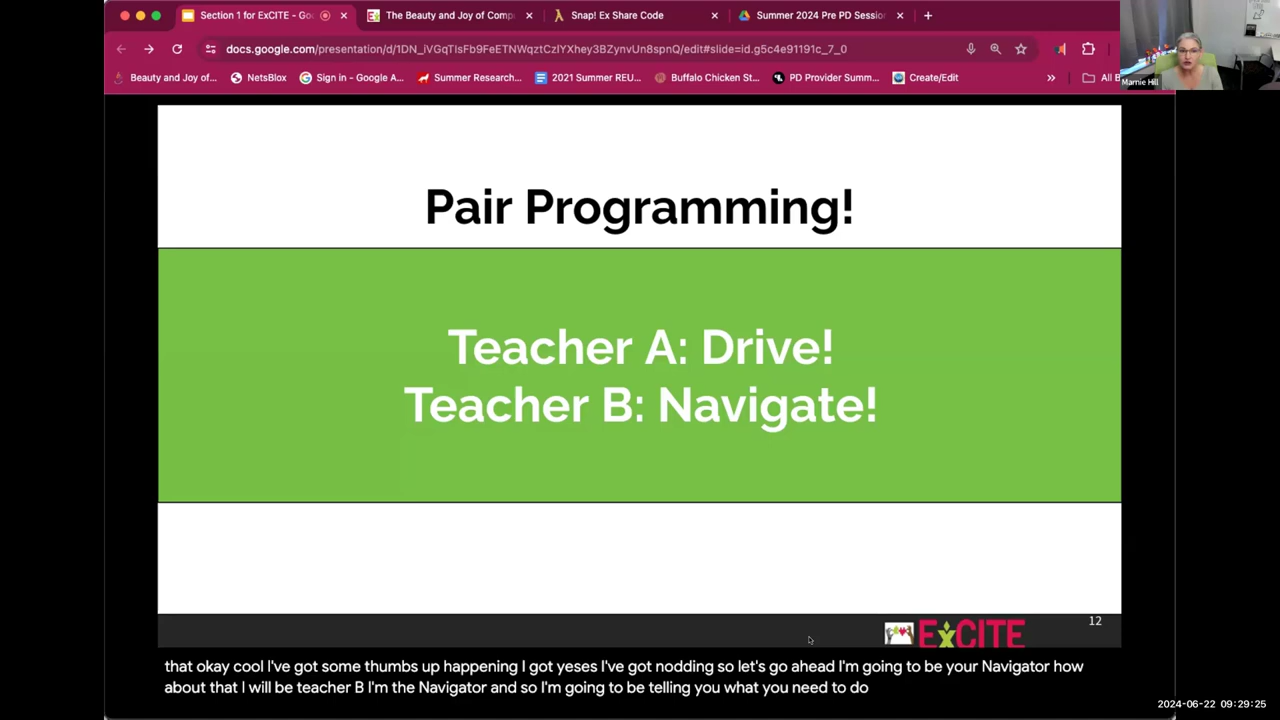 Section 1 for ExCITE - Go
The Beauty and Joy of Comp
Snap! Ex Share Code
Summer 2024 Pre PD Sessio
docs.google.com/presentation/d/1DN_iVGqTIsFb9FeETNWqztCzIYXhey3BZynvUn8spnQ/edit#slide=id.g5c4e91191c_7_0
Beauty and Joy of...
NetsBlox
Sign in - Google A...
Summer Research...
2021 Summer REU...
Buffalo Chicken St...
PD Provider Summ...
Create/Edit
All B
Marnie Hill
Pair Programming!
Teacher A: Drive!
Teacher B: Navigate!
ExCITE
12
that okay cool I've got some thumbs up happening I got yeses I've got nodding so let's go ahead I'm going to be your Navigator how
about that I will be teacher B I'm the Navigator and so I'm going to be telling you what you need to do
2024-06-22 09:29:25